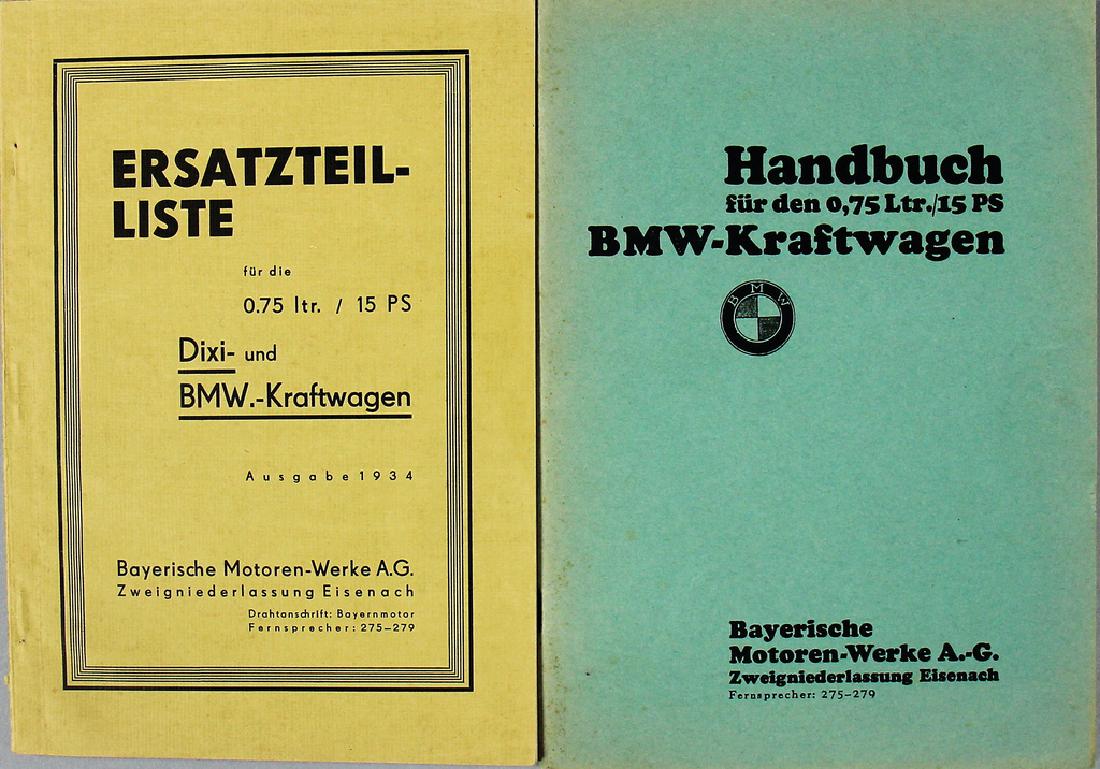 ERSATZTEIL-
LISTE
für die
0.75 ltr. / 15 PS
Dixi- und
BMW.-Kraftwagen
Ausgabe 1934
Bayerische Motoren-Werke A.G.
Zweigniederlassung Eisenach
Drahtanschrift: Bayernmotor
Fernsprecher: 275-279
Handbuch
für den 0,75 Ltr./15 PS
BMW-Kraftwagen
BMW
Bayerische
Motoren-Werke A.-G.
Zweigniederlassung Eisenach
Fernsprecher: 275-279